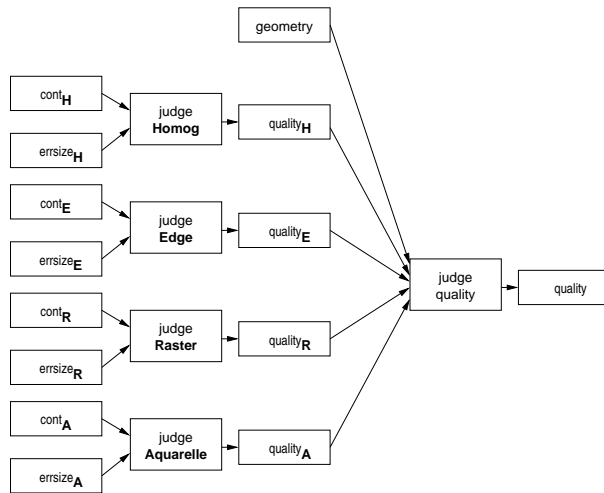 geometry
contH
judge
Homog
qualityH
errsizeH
contE
judge
Edge
qualityE
errsizeE
judge
quality
quality
contR
judge
Raster
qualityR
errsizeR
contA
judge
Aquarelle
qualityA
errsizeA